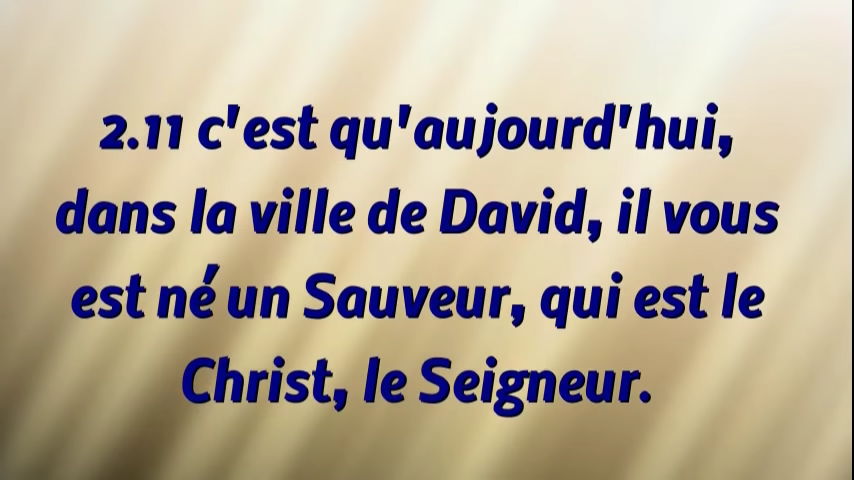 2.11 c'est qu'aujourd'hui,
dans la ville de David, il vous
est né un Sauveur, qui est le
Christ, le Seigneur.